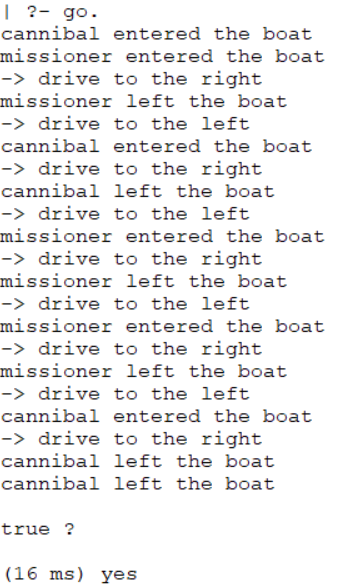 | ?- go.
cannibal entered the boat
missioner entered the boat
-> drive to the right
missioner left the boat
-> drive to the left
cannibal entered the boat
-> drive to the right
cannibal left the boat
-> drive to the left
missioner entered the boat
-> drive to the right
missioner left the boat
-> drive to the left
missioner entered the boat
-> drive to the right
missioner left the boat
-> drive to the left
cannibal entered the boat
-> drive to the right
cannibal left the boat
cannibal left the boat
true ?
(16 ms) yes